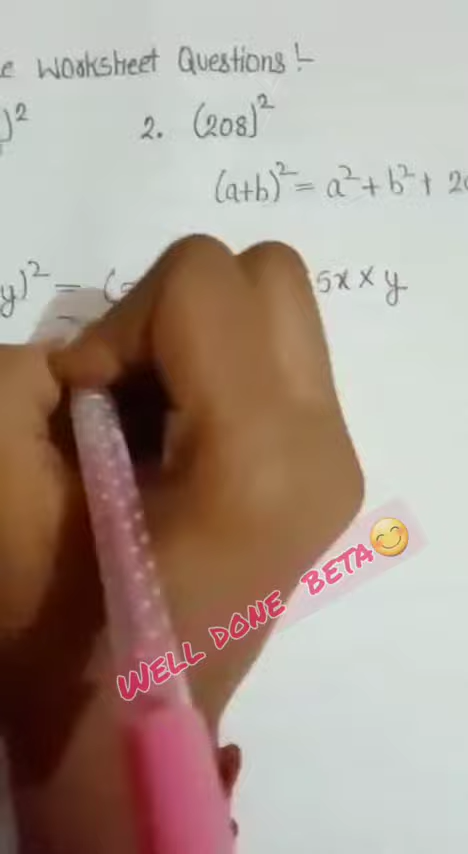 e Worksheet Questions!-
)² 2. (208)²
(a+b)² = a² + b² + 2
y)² = ( 5x × y
WELL DONE BETA😊